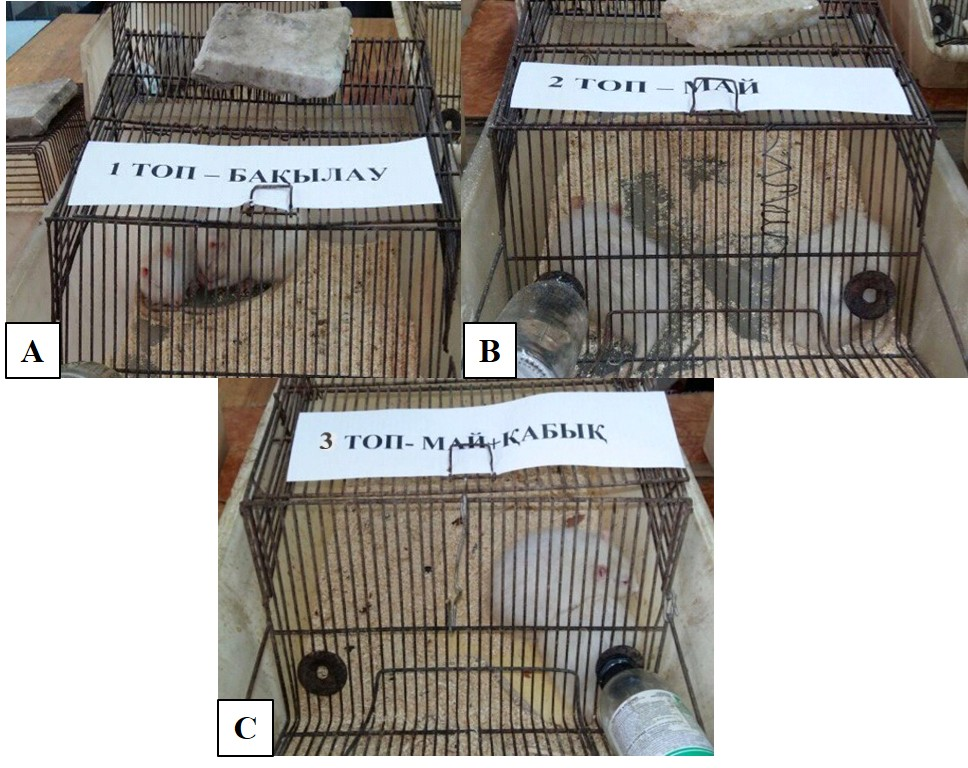 1 ТОП – БАҚЫЛАУ
A
2 ТОП – МАЙ
B
3 ТОП- МАЙ+ҚАБЫҚ
C